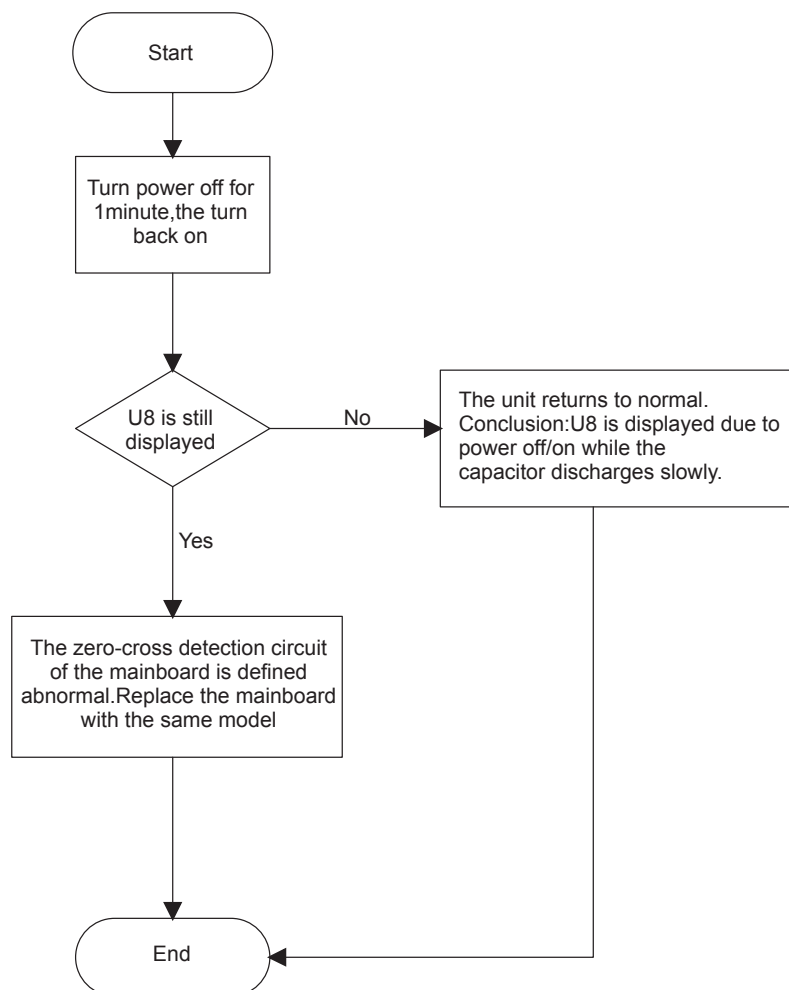 Start
Turn power off for
1minute,the turn
back on
U8 is still
displayed
No
The unit returns to normal.
Conclusion:U8 is displayed due to
power off/on while the
capacitor discharges slowly.
Yes
The zero-cross detection circuit
of the mainboard is defined
abnormal.Replace the mainboard
with the same model
End